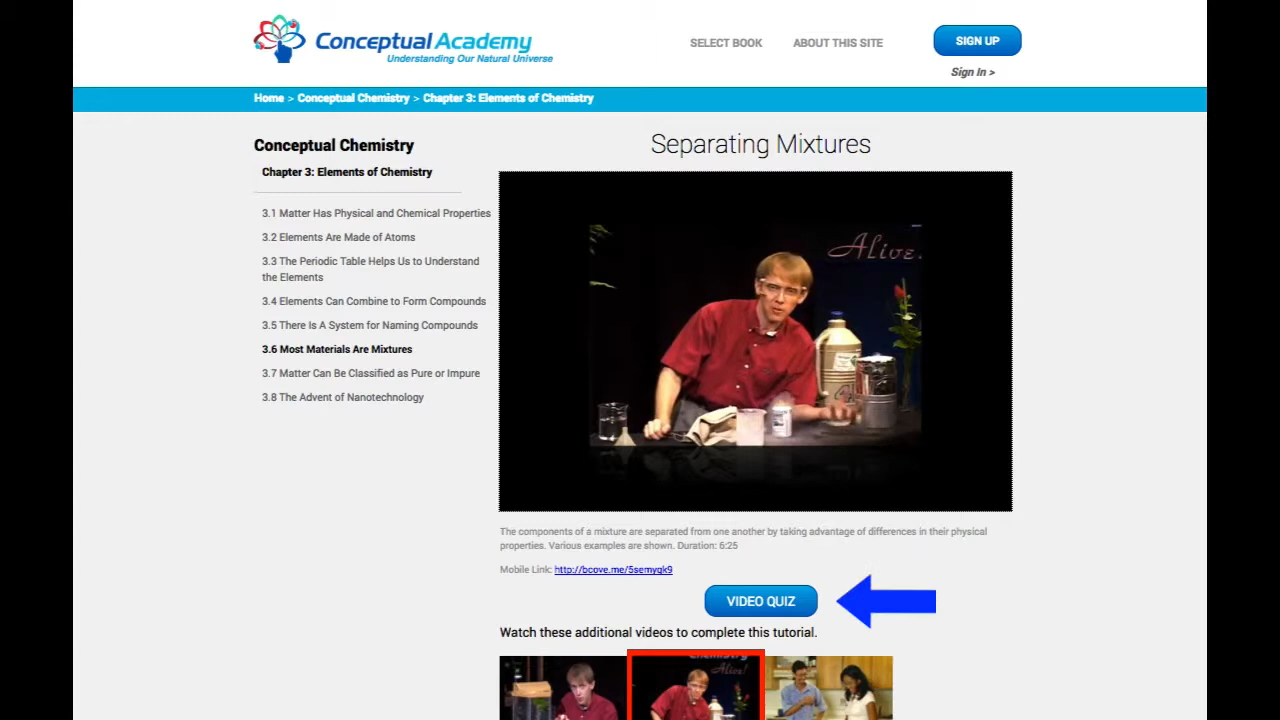 Conceptual Academy
Understanding Our Natural Universe
SELECT BOOK
ABOUT THIS SITE
SIGN UP
Sign In >
Home > Conceptual Chemistry > Chapter 3: Elements of Chemistry
Conceptual Chemistry
Chapter 3: Elements of Chemistry
3.1 Matter Has Physical and Chemical Properties
3.2 Elements Are Made of Atoms
3.3 The Periodic Table Helps Us to Understand
the Elements
3.4 Elements Can Combine to Form Compounds
3.5 There Is A System for Naming Compounds
3.6 Most Materials Are Mixtures
3.7 Matter Can Be Classified as Pure or Impure
3.8 The Advent of Nanotechnology
Separating Mixtures
Alive!
The components of a mixture are separated from one another by taking advantage of differences in their physical
properties. Various examples are shown. Duration: 6:25
Mobile Link: http://bcove.me/5semyqk9
VIDEO QUIZ
Watch these additional videos to complete this tutorial.
Chemistry
Alive!